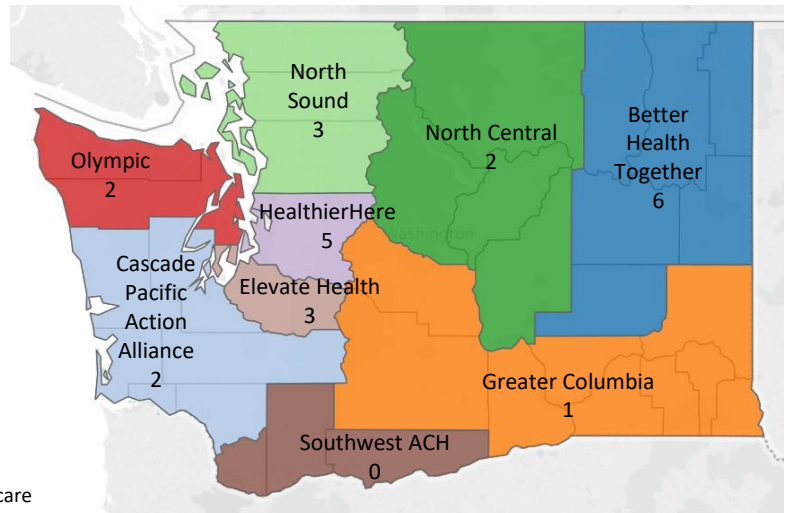 North
Sound
3
North Central
2
Better
Health
Together
6
Olympic
2
HealthierHere
5
Washington
Cascade
Pacific
Action
Alliance
2
Elevate Health
3
Greater Columbia
1
Southwest ACH
0
care